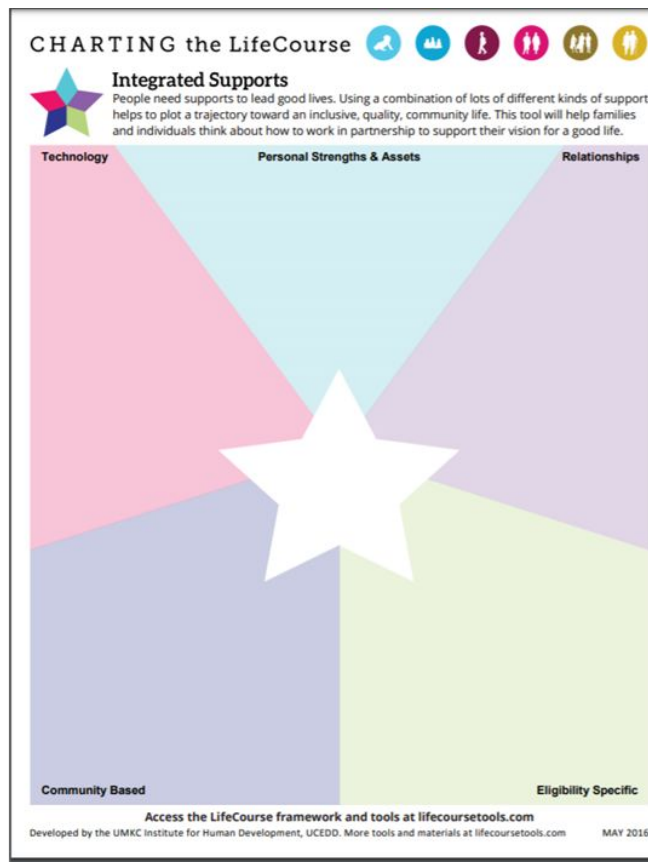 CHARTING the LifeCourse
Integrated Supports
People need supports to lead good lives. Using a combination of lots of different kinds of support
helps to plot a trajectory toward an inclusive, quality, community life. This tool will help families
and individuals think about how to work in partnership to support their vision for a good life.
Technology Personal Strengths & Assets Relationships
Community Based Eligibility Specific
Access the LifeCourse framework and tools at lifecoursetools.com
Developed by the UMKC Institute for Human Development, UCEDD. More tools and materials at lifecoursetools.com MAY 2016